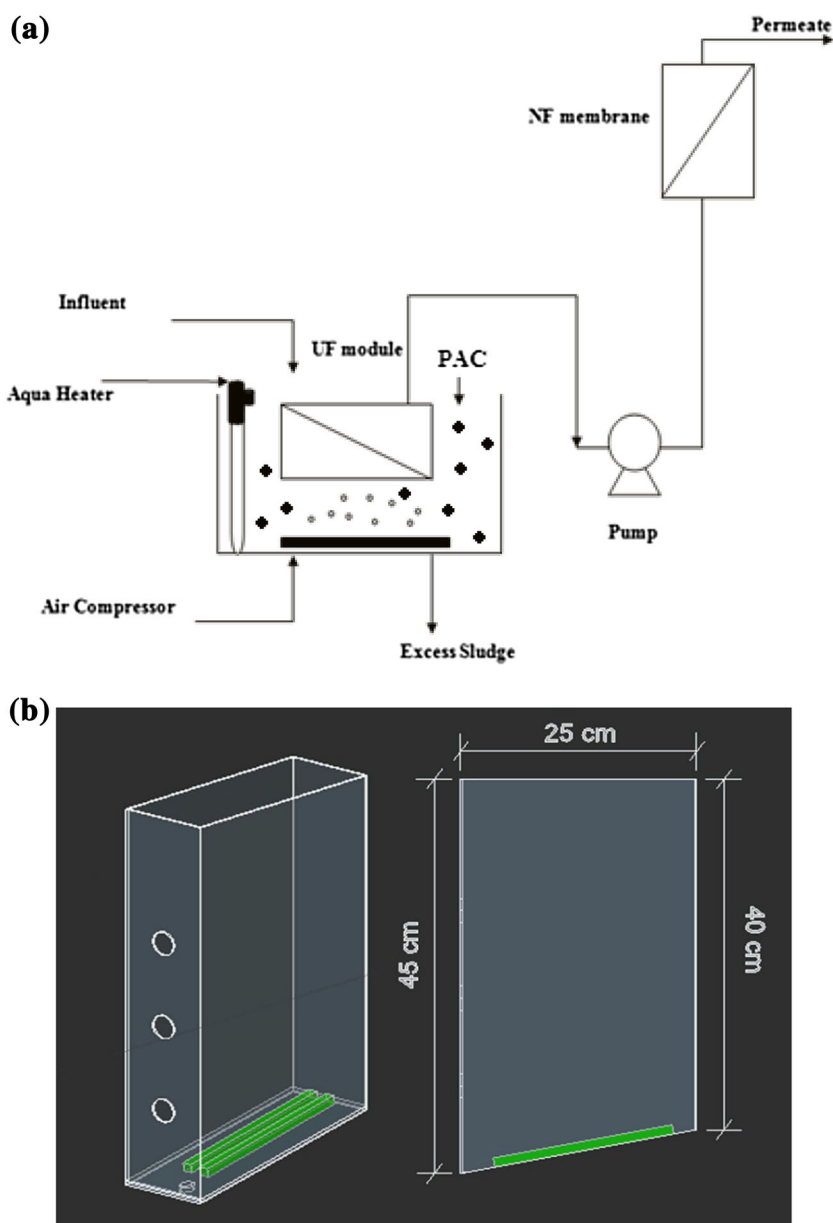 (a)
Permeate
NF membrane
Influent
UF module
PAC
Aqua Heater
Pump
Air Compressor
Excess Sludge
(b)
25 cm
45 cm
40 cm